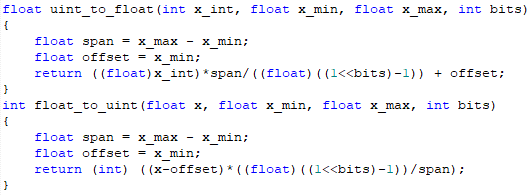 float uint_to_float(int x_int, float x_min, float x_max, int bits)
{
    float span = x_max - x_min;
    float offset = x_min;
    return ((float)x_int)*span/((float)((1<<bits)-1)) + offset;
}
int float_to_uint(float x, float x_min, float x_max, int bits)
{
    float span = x_max - x_min;
    float offset = x_min;
    return (int) ((x-offset)*((float)((1<<bits)-1))/span);
}